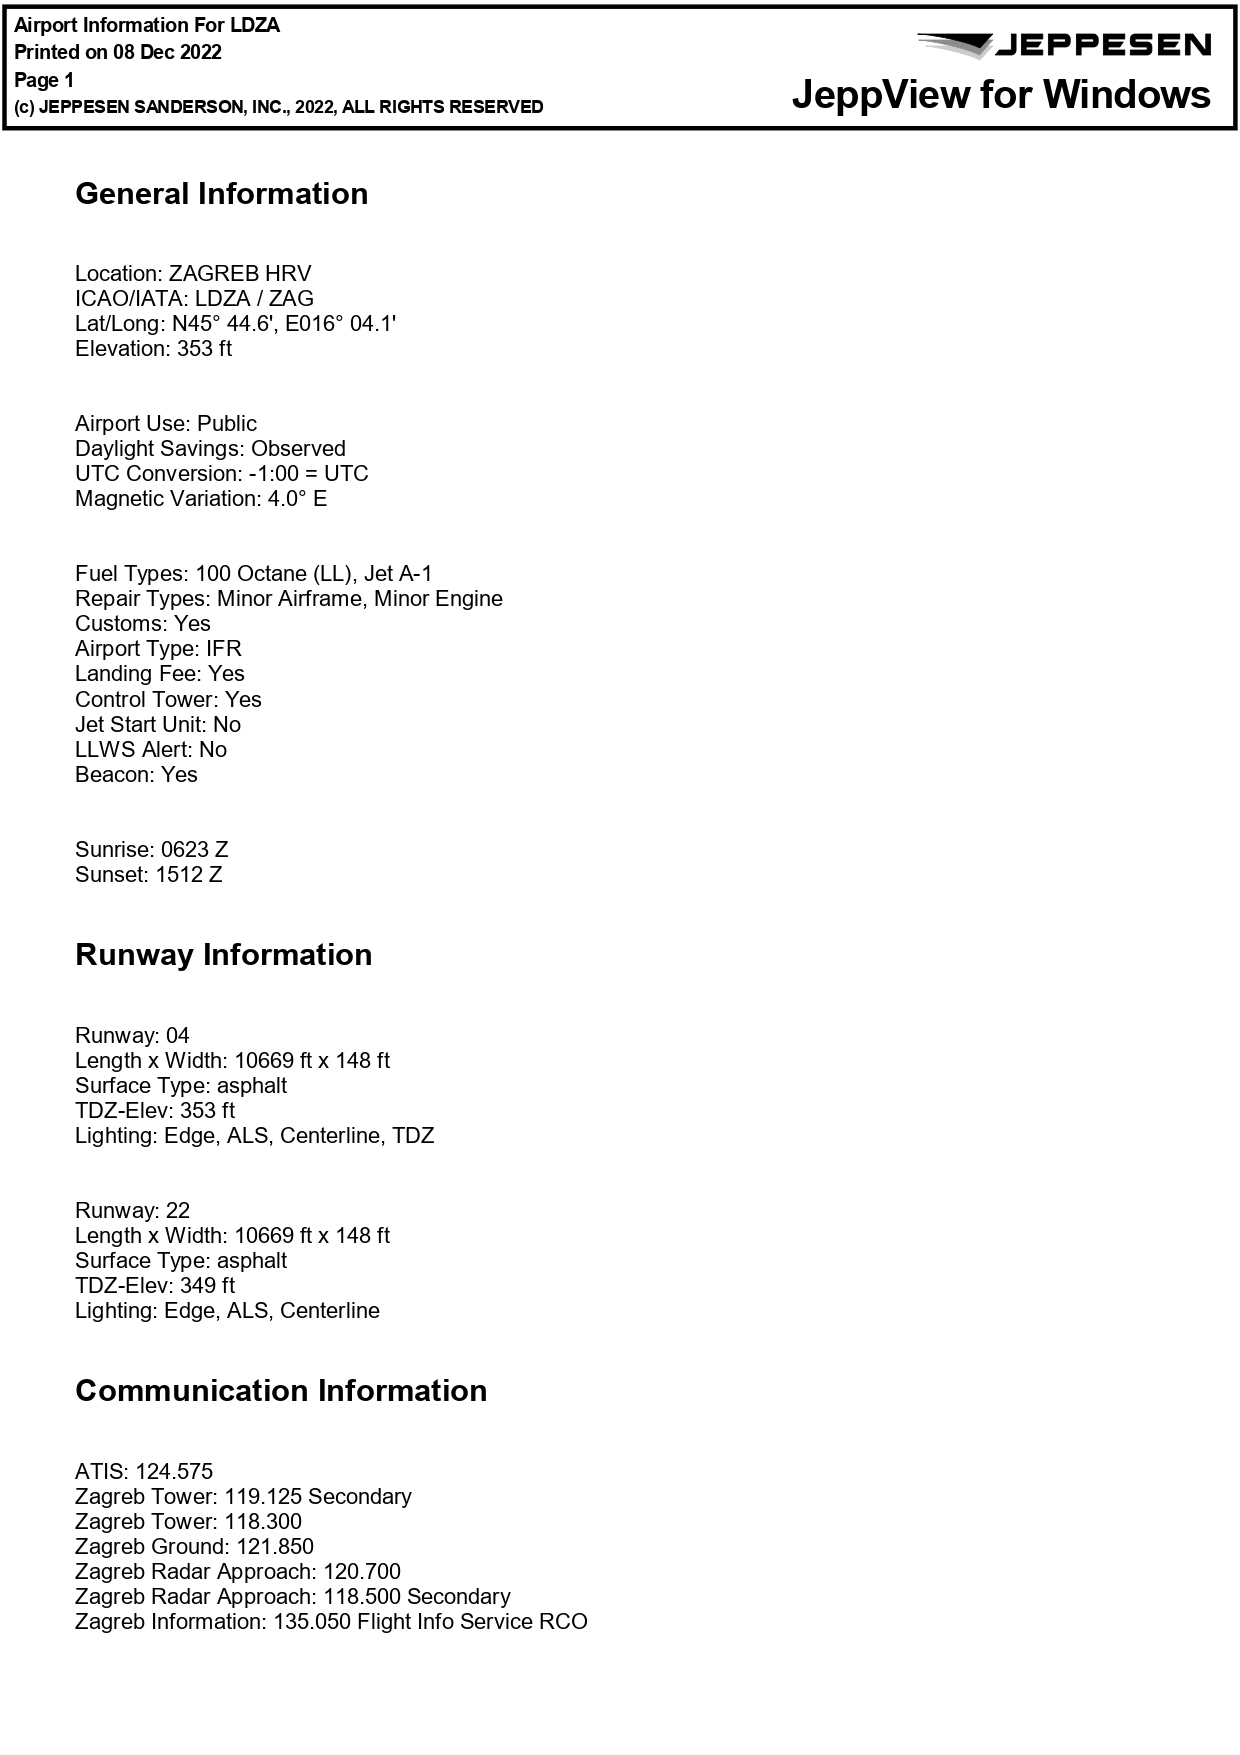 Airport Information For LDZA
Printed on 08 Dec 2022
Page 1
(c) JEPPESEN SANDERSON, INC., 2022, ALL RIGHTS RESERVED
JEPPESEN
JeppView for Windows
General Information
Location: ZAGREB HRV
ICAO/IATA: LDZA / ZAG
Lat/Long: N45° 44.6', E016° 04.1'
Elevation: 353 ft
Airport Use: Public
Daylight Savings: Observed
UTC Conversion: -1:00 = UTC
Magnetic Variation: 4.0° E
Fuel Types: 100 Octane (LL), Jet A-1
Repair Types: Minor Airframe, Minor Engine
Customs: Yes
Airport Type: IFR
Landing Fee: Yes
Control Tower: Yes
Jet Start Unit: No
LLWS Alert: No
Beacon: Yes
Sunrise: 0623 Z
Sunset: 1512 Z
Runway Information
Runway: 04
Length x Width: 10669 ft x 148 ft
Surface Type: asphalt
TDZ-Elev: 353 ft
Lighting: Edge, ALS, Centerline, TDZ
Runway: 22
Length x Width: 10669 ft x 148 ft
Surface Type: asphalt
TDZ-Elev: 349 ft
Lighting: Edge, ALS, Centerline
Communication Information
ATIS: 124.575
Zagreb Tower: 119.125 Secondary
Zagreb Tower: 118.300
Zagreb Ground: 121.850
Zagreb Radar Approach: 120.700
Zagreb Radar Approach: 118.500 Secondary
Zagreb Information: 135.050 Flight Info Service RCO